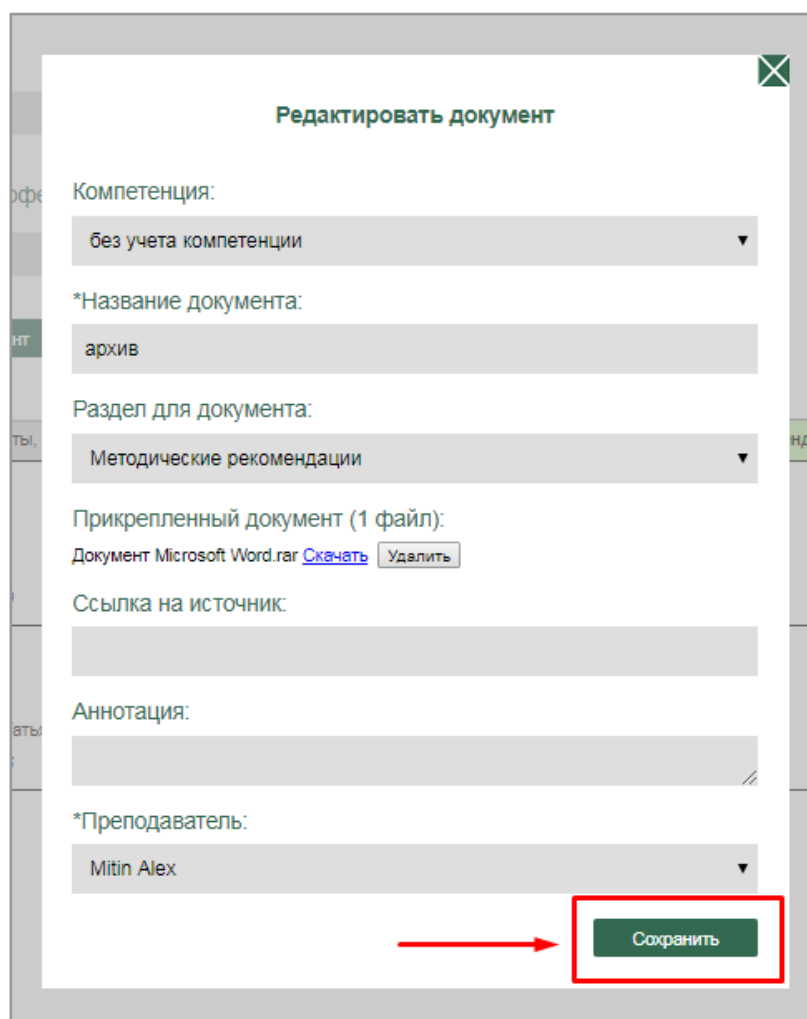 Редактировать документ
Компетенция:
без учета компетенции
*Название документа:
архив
Раздел для документа:
Методические рекомендации
Прикрепленный документ (1 файл):
Документ Microsoft Word.rar Скачать Удалить
Ссылка на источник:
Аннотация:
*Преподаватель:
Mitin Alex
Сохранить